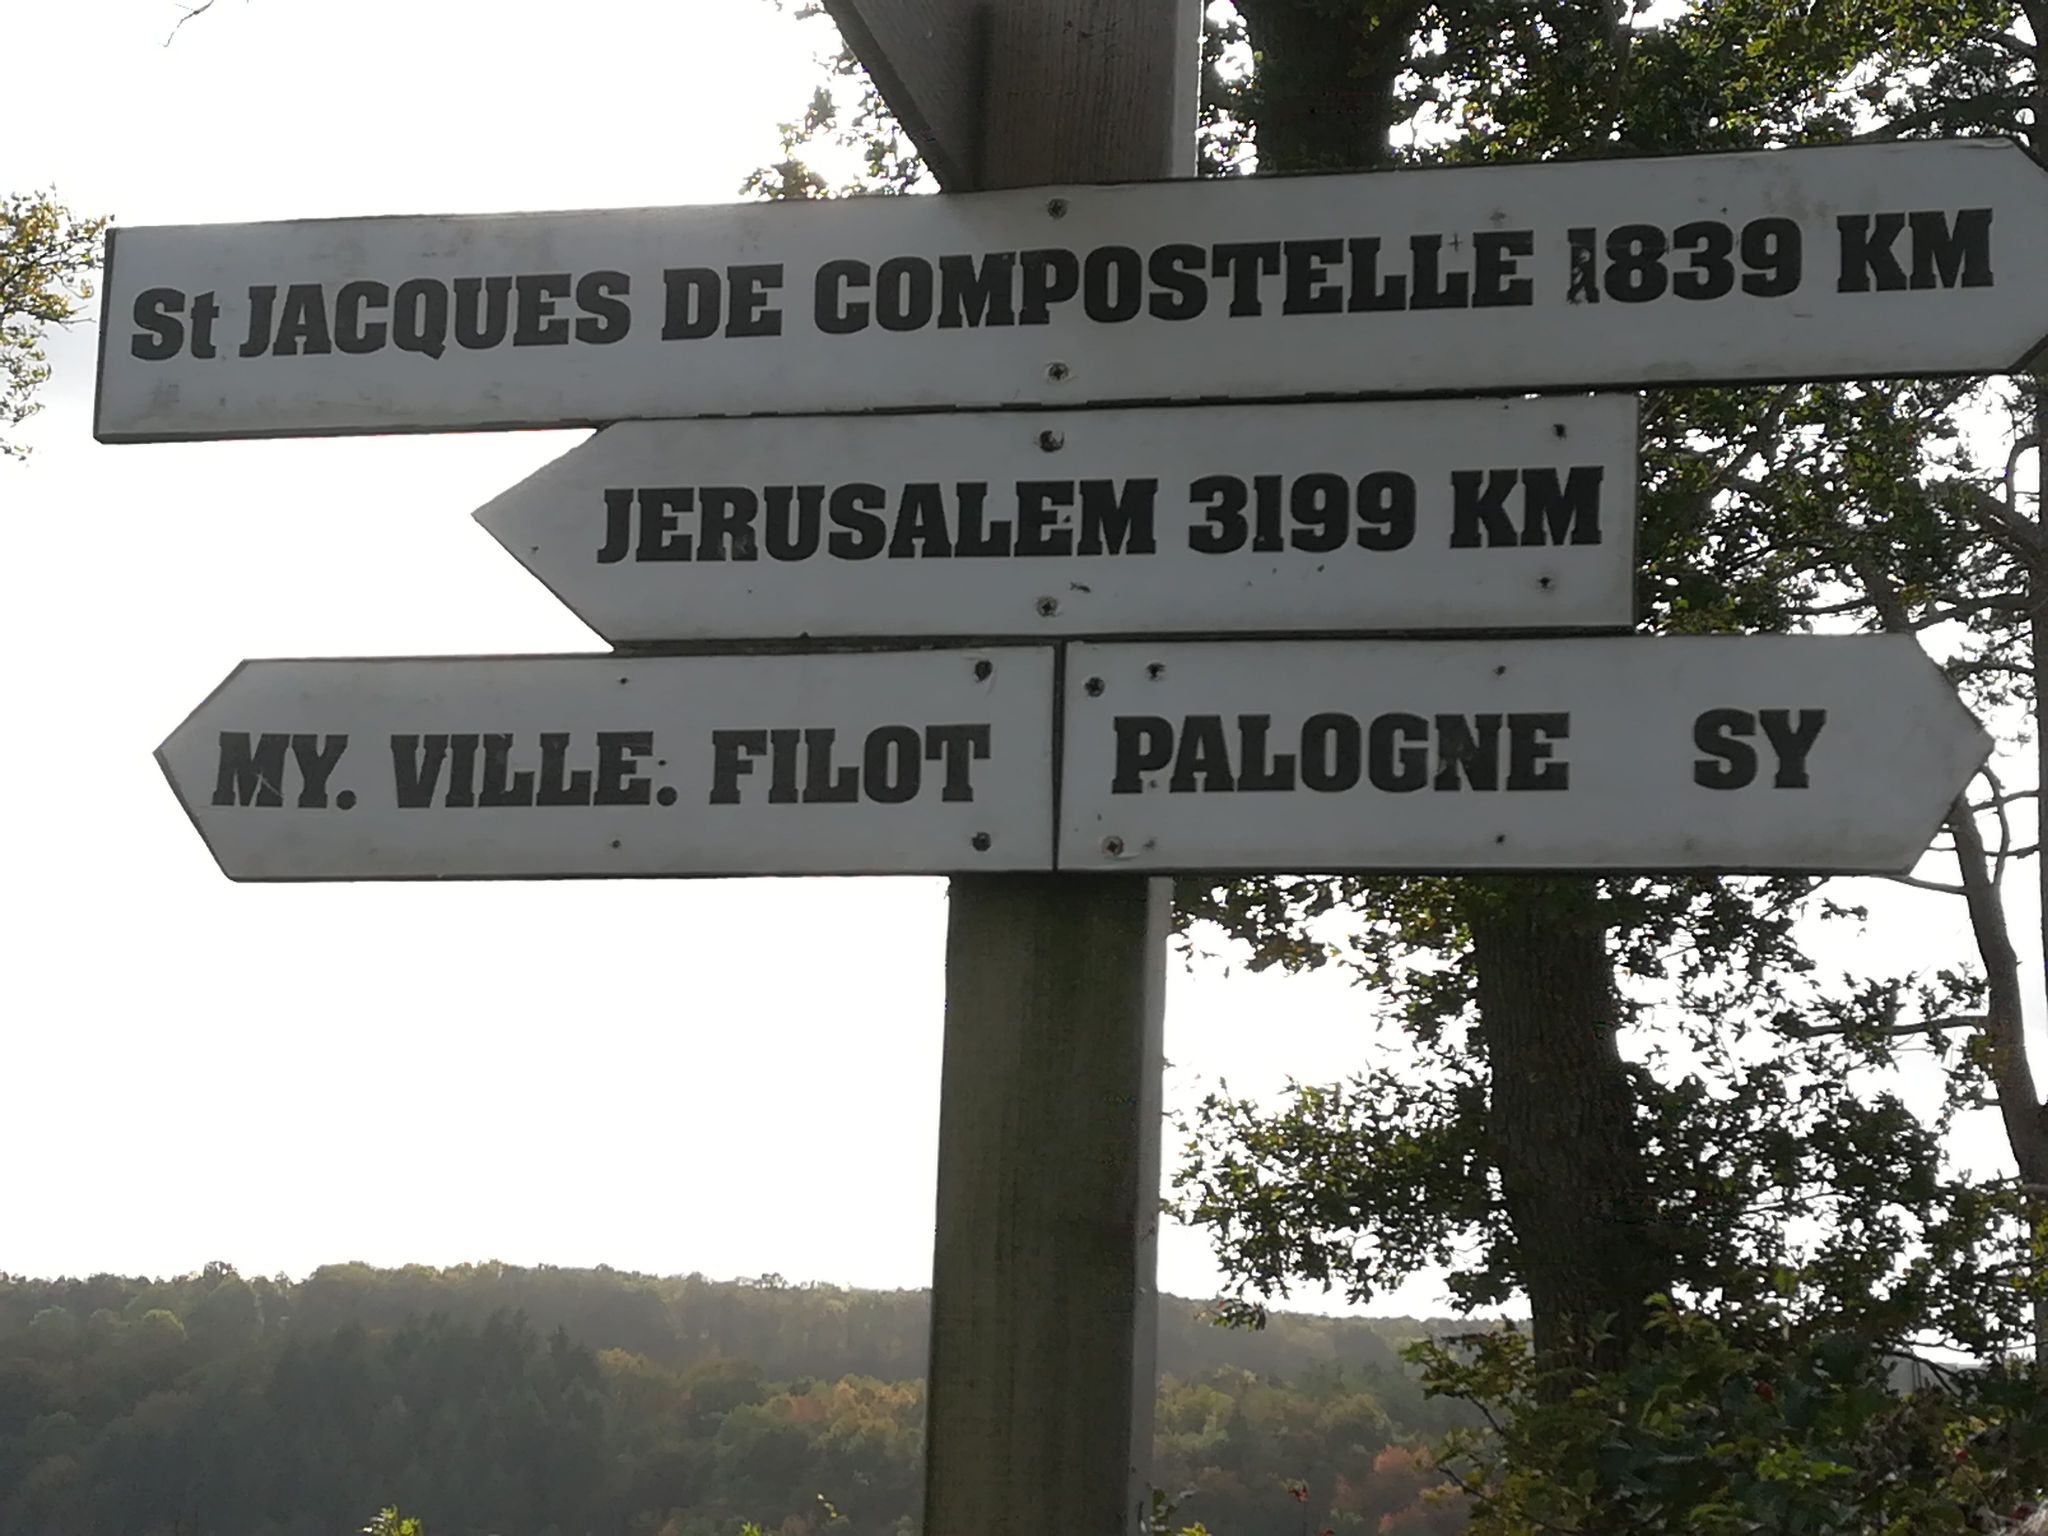 St JACQUES DE COMPOSTELLE 1839 KM
JERUSALEM 3199 KM
MY. VILLE. FILOT
PALOGNE SY